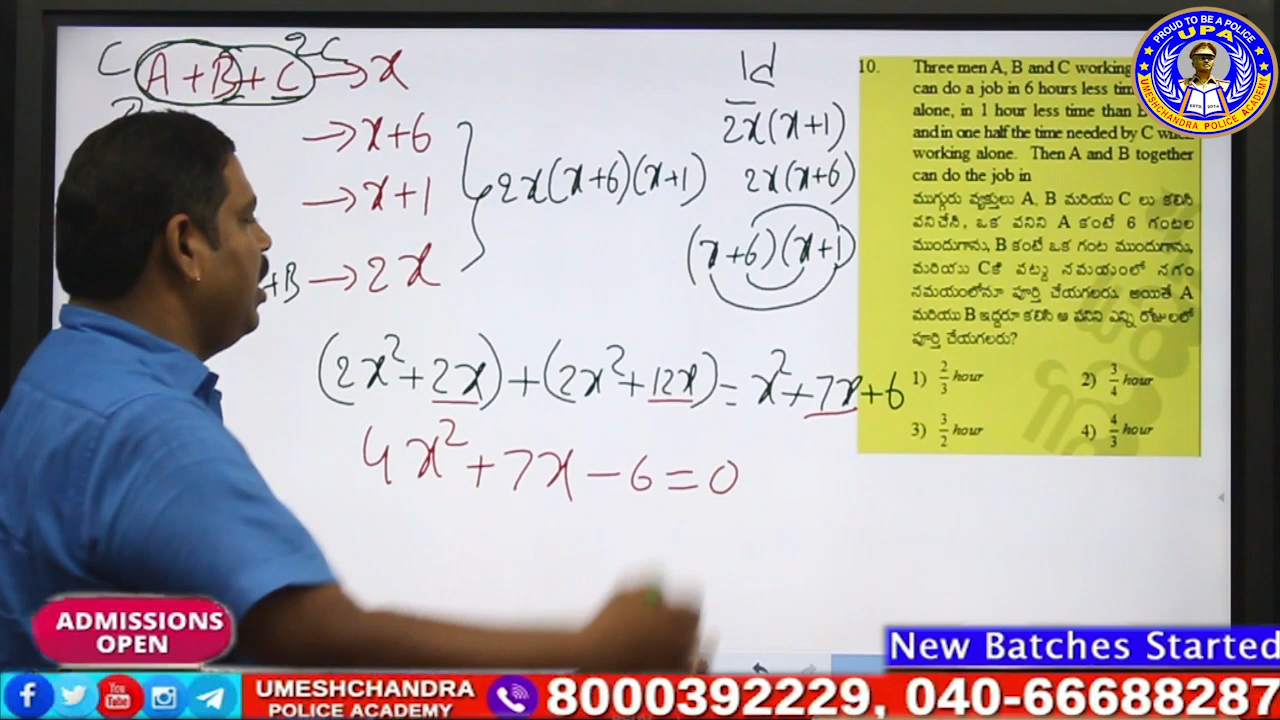 C
A + B + C → x
2C
→ x+6
→ x+1
+B → 2x
2x(x+6)(x+1)
1d
2x(x+1)
2x(x+6)
(x+6)(x+1)
(2x²+2x)+(2x²+12x) = x²+7x+6
4x²+7x-6=0
10. Three men A, B and C working
can do a job in 6 hours less
alone, in 1 hour less time than
and in one half the time needed by C
working alone. Then A and B together
can do the job in
ముగ్గురు వ్యక్తులు A, B మరియు C లు కలిసి
పనిచేసి, ఒక పనిని A కంటే 6 గంటల
ముందుగాను, B కంటే ఒక గంట ముందుగాను,
మరియు Cకి పట్టు సమయంలో సగం
సమయంలోనూ పూర్తి చేయగలరు. అయితే A
మరియు B ఇద్దరూ కలిసి ఆ పనిని ఎన్ని రోజులలో
పూర్తి చేయగలరు?
1) 2/3 hour 2) 3/4 hour
3) 3/2 hour 4) 4/3 hour
PROUD TO BE A POLICE
UPA
ESTD. 2014
UMESHCHANDRA POLICE ACADEMY
ADMISSIONS
OPEN
New Batches Started
UMESHCHANDRA
POLICE ACADEMY
8000392229, 040-66688287